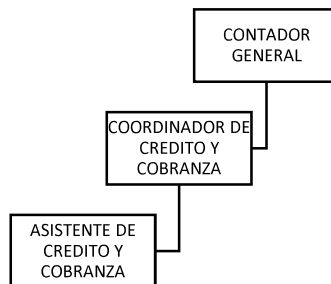 CONTADOR
GENERAL
COORDINADOR DE
CREDITO Y
COBRANZA
ASISTENTE DE
CREDITO Y
COBRANZA